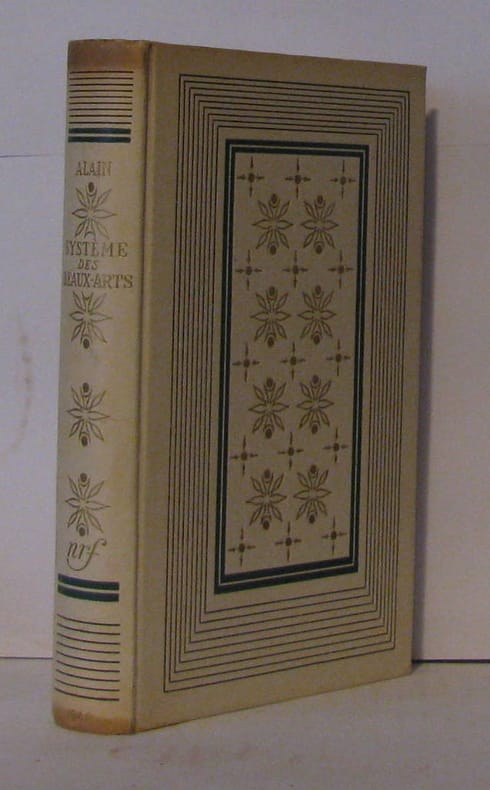 ALAIN
SYSTÈME
DES
BEAUX-ARTS
nrf